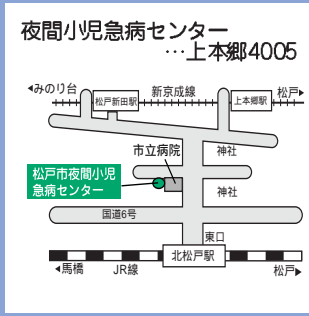 夜間小児急病センター
…上本郷4005
◀みのり台
新京成線
松戸▶
松戸新田駅
上本郷駅
市立病院
神社
松戸市夜間小児
急病センター
神社
国道6号
東口
北松戸駅
◀馬橋
JR線
松戸▶